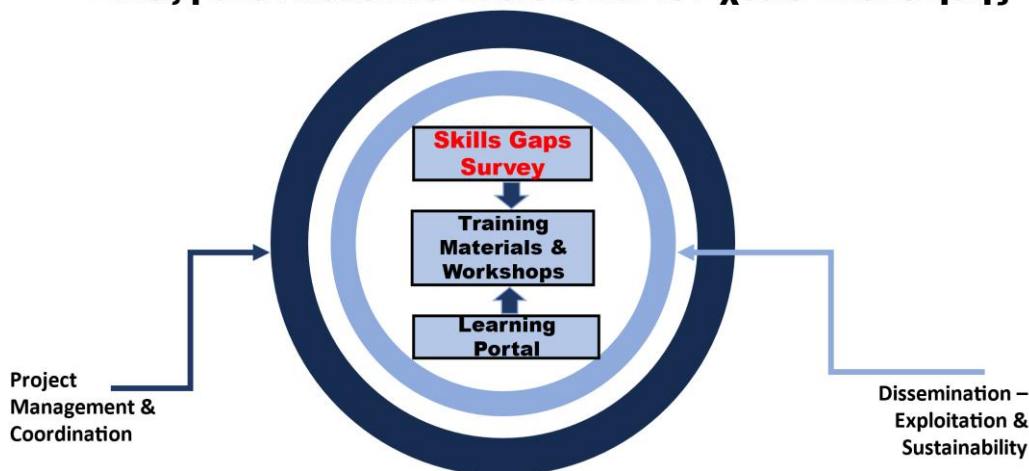 Skills Gaps
Survey
Training
Materials &
Workshops
Learning
Portal
Project
Management &
Coordination
Dissemination –
Exploitation &
Sustainability